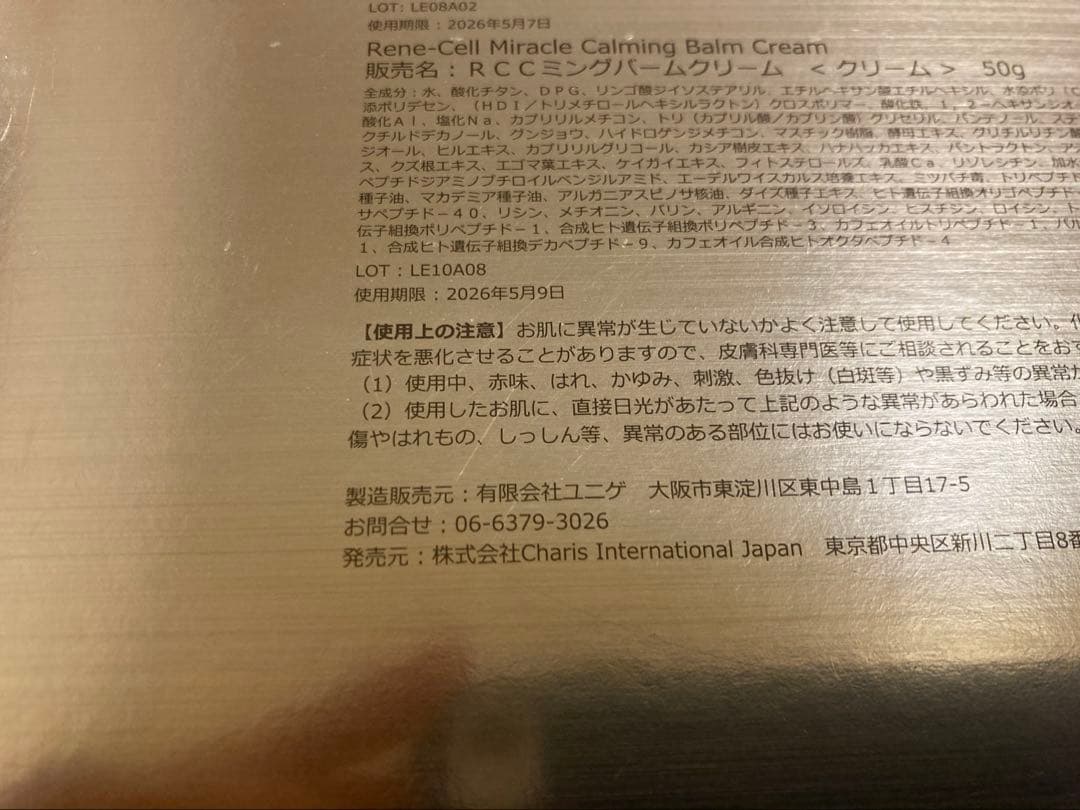 LOT: LE08A02
使用期限 : 2026年5月7日
Rene-Cell Miracle Calming Balm Cream
販売名：ＲＣＣミングバームクリーム ＜クリーム＞ 50g
全成分：水、酸化チタン、ＤＰＧ、リンゴ酸ジイソステアリル、エチルヘキサン酸エチルヘキシル、水添ポリ（Ｃ
添ポリデセン、（ＨＤＩ／トリメチロールヘキシルラクトン）クロスポリマー、酸化鉄、１，２－ヘキサンジオ
酸化Ａｌ、塩化Ｎａ、カプリリルメチコン、トリ（カプリル酸／カプリン酸）グリセリル、パンテノール、ステ
クチルドデカノール、グンジョウ、ハイドロゲンジメチコン、マスチック樹脂、酵母エキス、グリチルリチン酸
ジオール、ヒルエキス、カプリリルグリコール、カシア樹皮エキス、ハナハッカエキス、パントラクトン、ア
ス、クズ根エキス、エゴマ葉エキス、ケイガイエキス、フィトステロールズ、乳酸Ｃａ、リゾレシチン、加水
ペプチドジアミノブチロイルベンジルアミド、エーデルワイスカルス培養エキス、ミツバチ毒、トリペプチド
種子油、マカデミア種子油、アルガニアスピノサ核油、ダイズ種子エキス、ヒト遺伝子組換オリゴペプチド－
サペプチド－40、リシン、メチオニン、バリン、アルギニン、イソロイシン、ヒスチジン、ロイシン、ト
伝子組換ポリペプチド－１、合成ヒト遺伝子組換ポリペプチド－３、カフェオイルトリペプチド－１、パル
１、合成ヒト遺伝子組換デカペプチド－９、カフェオイル合成ヒトオクタペプチド－４
LOT : LE10A08
使用期限 : 2026年5月9日
【使用上の注意】お肌に異常が生じていないかよく注意して使用してください。
症状を悪化させることがありますので、皮膚科専門医等にご相談されることをおす
（1）使用中、赤味、はれ、かゆみ、刺激、色抜け（白斑等）や黒ずみ等の異常が
（2）使用したお肌に、直接日光があたって上記のような異常があらわれた場合
傷やはれもの、しっしん等、異常のある部位にはお使いにならないでください。
製造販売元：有限会社ユニゲ 大阪市東淀川区東中島１丁目17-5
お問合せ：06-6379-3026
発売元：株式会社Charis International Japan 東京都中央区新川二丁目8番